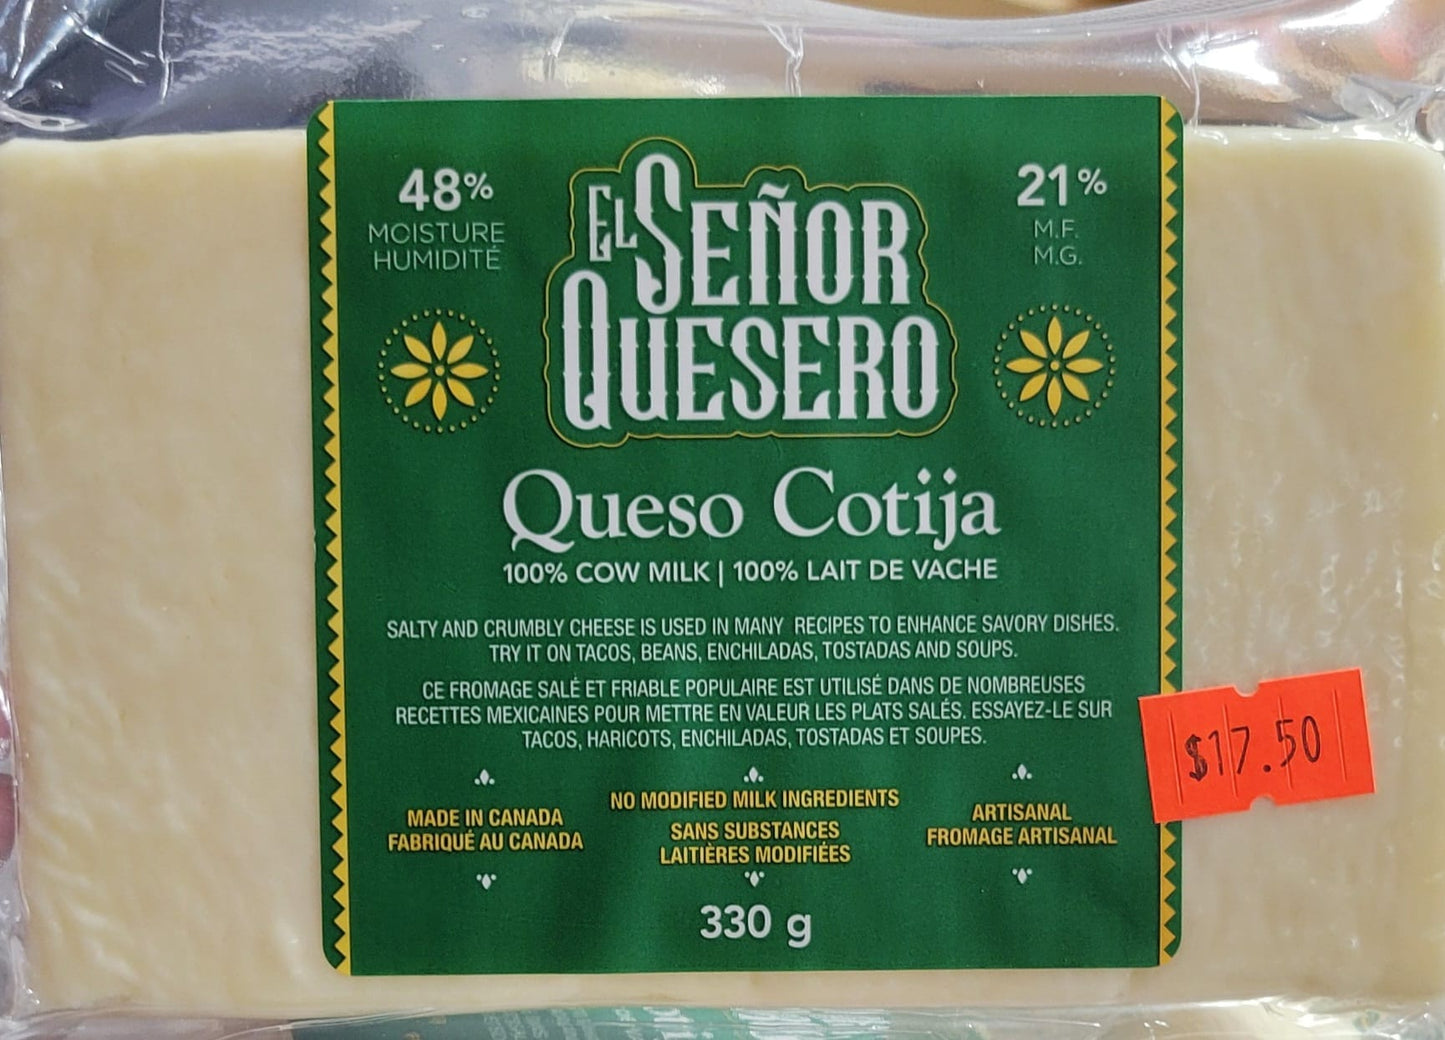 48%
MOISTURE
HUMIDITÉ
EL SEÑOR
QUESERO
21%
M.F.
M.G.
Queso Cotija
100% COW MILK | 100% LAIT DE VACHE
SALTY AND CRUMBLY CHEESE IS USED IN MANY RECIPES TO ENHANCE SAVORY DISHES.
TRY IT ON TACOS, BEANS, ENCHILADAS, TOSTADAS AND SOUPS.
CE FROMAGE SALÉ ET FRIABLE POPULAIRE EST UTILISÉ DANS DE NOMBREUSES
RECETTES MEXICAINES POUR METTRE EN VALEUR LES PLATS SALÉS. ESSAYEZ-LE SUR
TACOS, HARICOTS, ENCHILADAS, TOSTADAS ET SOUPES.
$17.50
MADE IN CANADA
FABRIQUÉ AU CANADA
NO MODIFIED MILK INGREDIENTS
SANS SUBSTANCES
LAITIÈRES MODIFIÉES
ARTISANAL
FROMAGE ARTISANAL
330 g